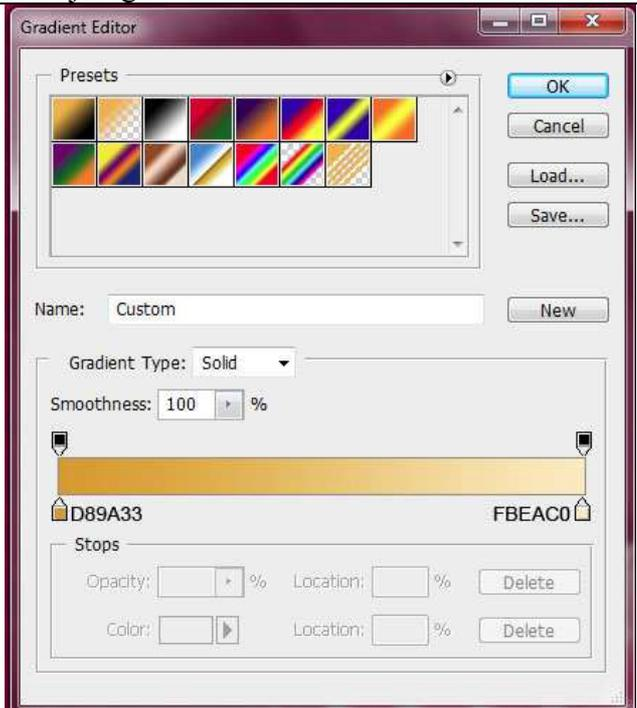 Gradient Editor
Presets
OK
Cancel
Load...
Save...
Name: Custom
New
Gradient Type: Solid
Smoothness: 100 %
D89A33 FBEAC0
Stops
Opacity: % Location: % Delete
Color: Location: % Delete